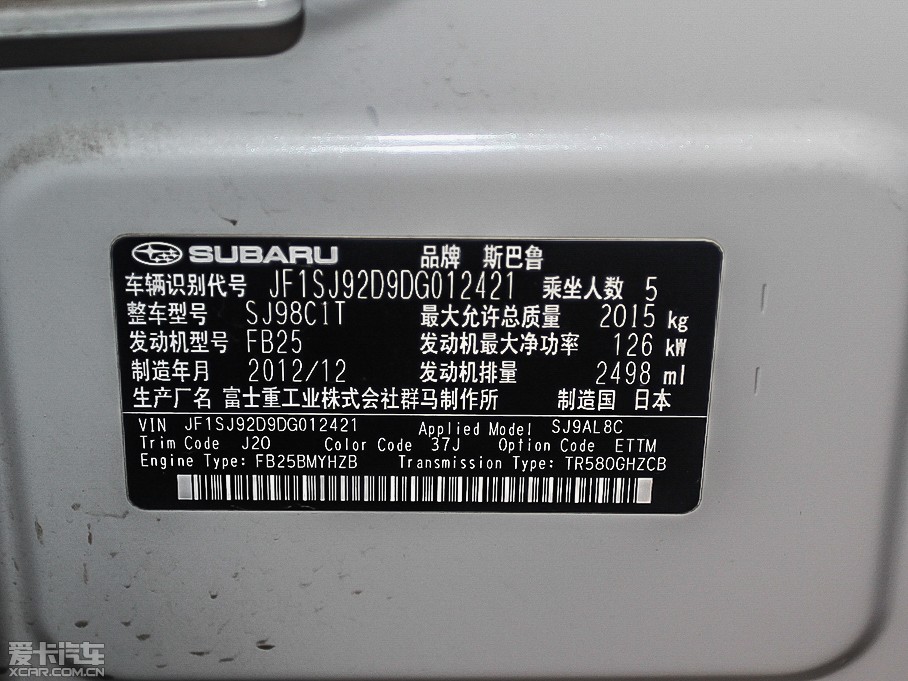 SUBARU 品牌 斯巴鲁
车辆识别代号 JF1SJ92D9DG012421 乘坐人数 5
整车型号 SJ98C1T 最大允许总质量 2015 kg
发动机型号 FB25 发动机最大净功率 126 kW
制造年月 2012/12 发动机排量 2498 ml
生产厂名 富士重工业株式会社群马制作所 制造国 日本
VIN JF1SJ92D9DG012421 Applied Model SJ9AL8C
Trim Code J20 Color Code 37J Option Code ETTM
Engine Type: FB25BMYHZB Transmission Type: TR580GHZCB
爱卡汽车
XCAR.COM.CN